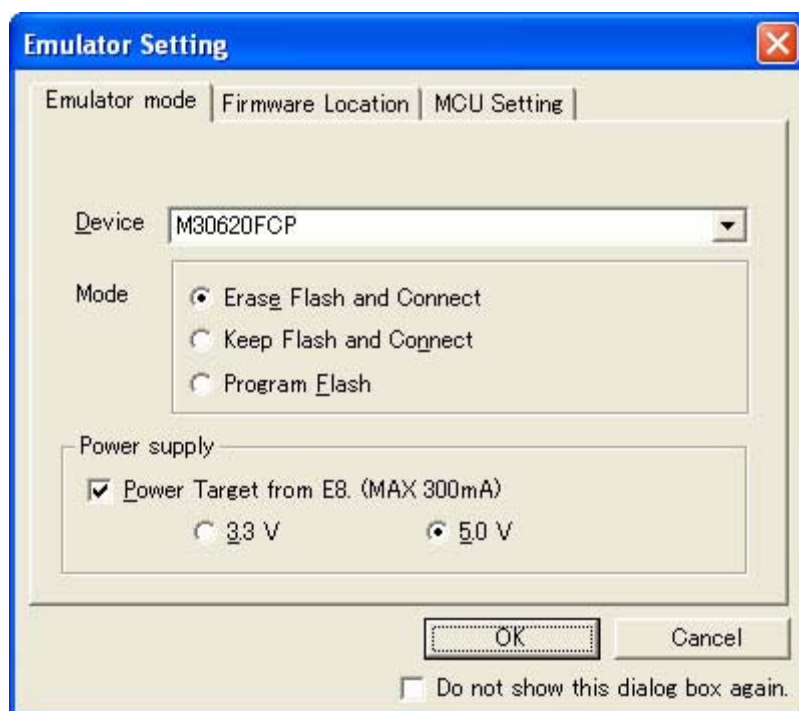 Emulator Setting
Emulator mode
Firmware Location
MCU Setting
Device
M30620FCP
Mode
Erase Flash and Connect
Keep Flash and Connect
Program Flash
Power supply
Power Target from E8. (MAX 300mA)
3.3 V
5.0 V
OK
Cancel
Do not show this dialog box again.